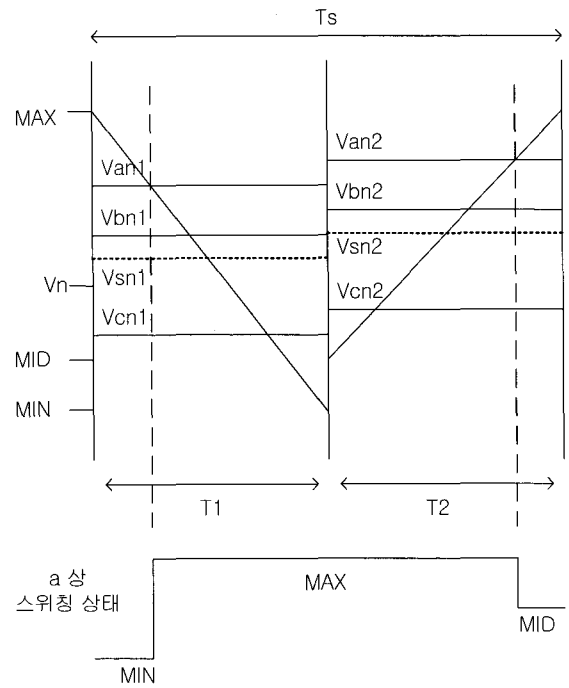 Ts
MAX
Van1
Van2
Vbn1
Vbn2
Vn
Vsn1
Vsn2
Vcn1
Vcn2
MID
MIN
T1
T2
a 상
스위칭 상태
MAX
MIN
MID